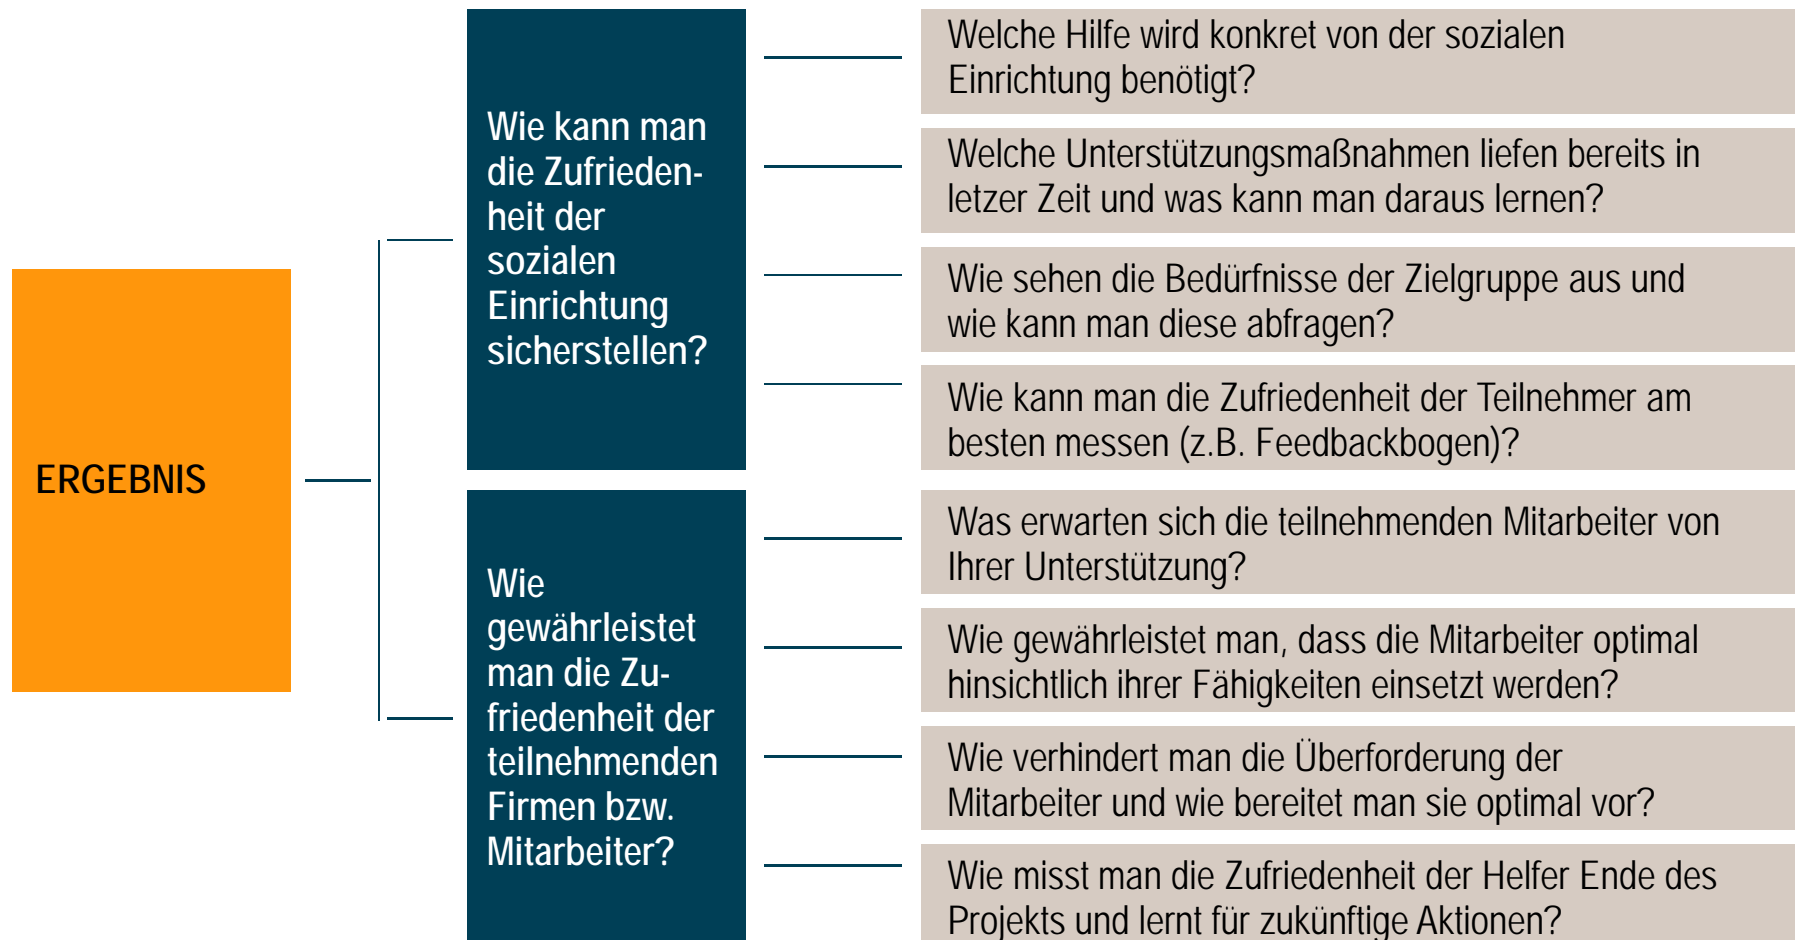 ERGEBNIS
Wie kann man
die Zufrieden-
heit der
sozialen
Einrichtung
sicherstellen?
Welche Hilfe wird konkret von der sozialen
Einrichtung benötigt?
Welche Unterstützungsmaßnahmen liefen bereits in
letzer Zeit und was kann man daraus lernen?
Wie sehen die Bedürfnisse der Zielgruppe aus und
wie kann man diese abfragen?
Wie kann man die Zufriedenheit der Teilnehmer am
besten messen (z.B. Feedbackbogen)?
Wie
gewährleistet
man die Zu-
friedenheit der
teilnehmenden
Firmen bzw.
Mitarbeiter?
Was erwarten sich die teilnehmenden Mitarbeiter von
Ihrer Unterstützung?
Wie gewährleistet man, dass die Mitarbeiter optimal
hinsichtlich ihrer Fähigkeiten einsetzt werden?
Wie verhindert man die Überforderung der
Mitarbeiter und wie bereitet man sie optimal vor?
Wie misst man die Zufriedenheit der Helfer Ende des
Projekts und lernt für zukünftige Aktionen?